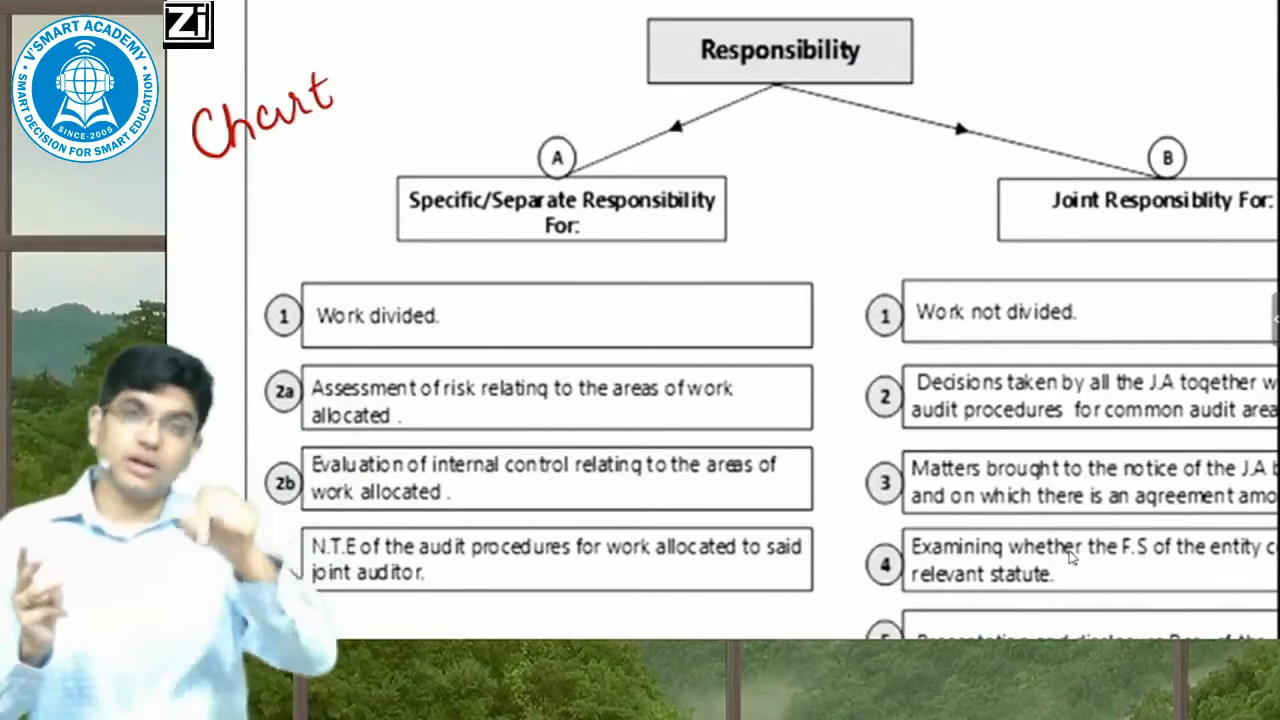 V'SMART ACADEMY
SINCE-2005
SMART DECISION FOR SMART EDUCATION
Zi
Chart
Responsibility
A
B
Specific/Separate Responsibility
For:
Joint Responsiblity For:
1
Work divided.
1
Work not divided.
2a
Assessment of risk relating to the areas of work
allocated .
2
Decisions taken by all the J.A together
audit procedures for common audit
2b
Evaluation of internal control relating to the areas of
work allocated .
3
Matters brought to the notice of the J.A
and on which there is an agreement
N.T.E of the audit procedures for work allocated to said
joint auditor.
4
Examining whether the F.S of the entity
relevant statute.